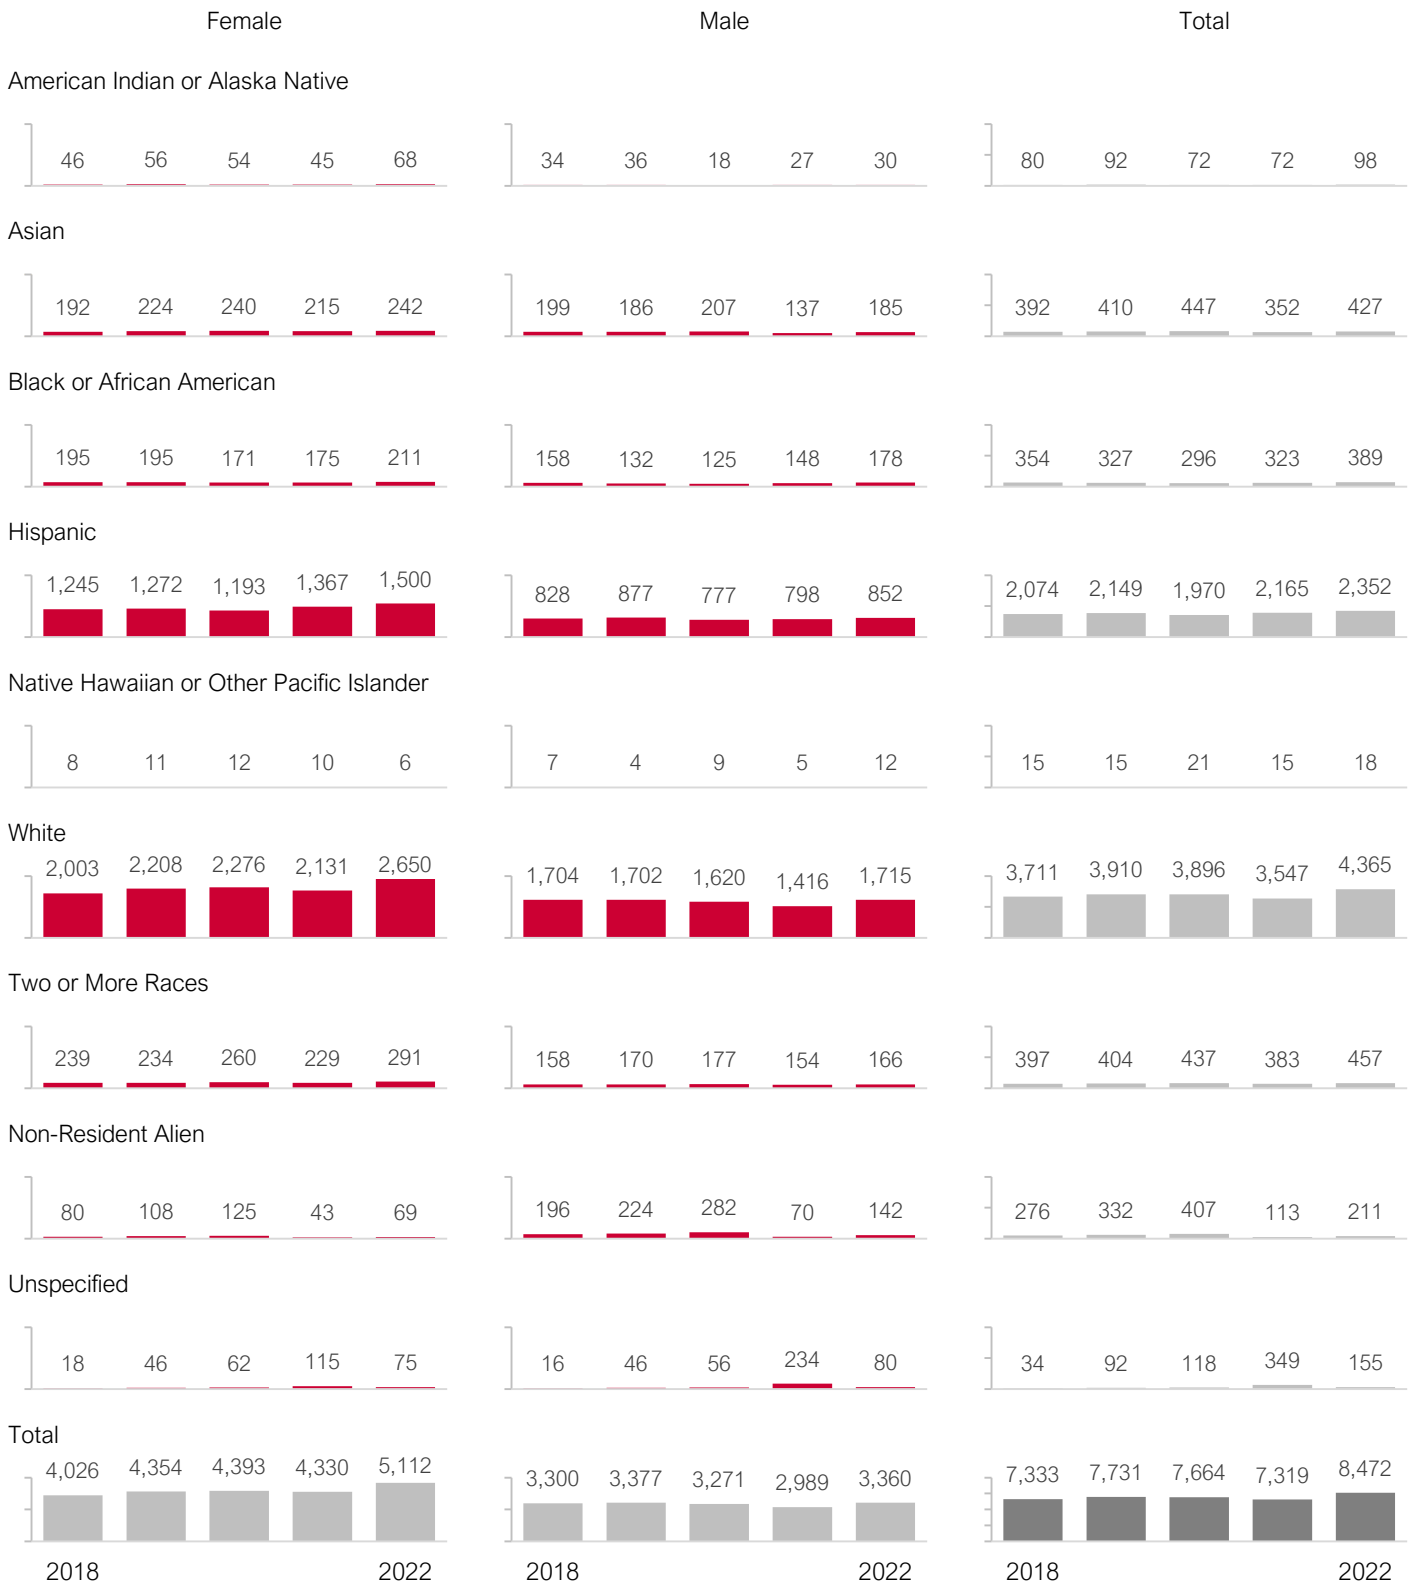 Female Male Total
American Indian or Alaska Native
46 56 54 45 68 34 36 18 27 30 80 92 72 72 98
Asian
192 224 240 215 242 199 186 207 137 185 392 410 447 352 427
Black or African American
195 195 171 175 211 158 132 125 148 178 354 327 296 323 389
Hispanic
1,245 1,272 1,193 1,367 1,500 828 877 777 798 852 2,074 2,149 1,970 2,165 2,352
Native Hawaiian or Other Pacific Islander
8 11 12 10 6 7 4 9 5 12 15 15 21 15 18
White
2,003 2,208 2,276 2,131 2,650 1,704 1,702 1,620 1,416 1,715 3,711 3,910 3,896 3,547 4,365
Two or More Races
239 234 260 229 291 158 170 177 154 166 397 404 437 383 457
Non-Resident Alien
80 108 125 43 69 196 224 282 70 142 276 332 407 113 211
Unspecified
18 46 62 115 75 16 46 56 234 80 34 92 118 349 155
Total
4,026 4,354 4,393 4,330 5,112 3,300 3,377 3,271 2,989 3,360 7,333 7,731 7,664 7,319 8,472
2018 2022 2018 2022 2018 2022